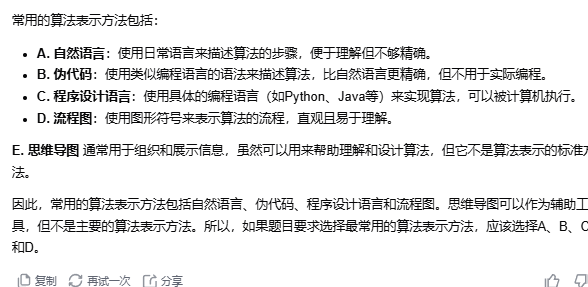 常用的算法表示方法包括：
• A. 自然语言：使用日常语言来描述算法的步骤，便于理解但不够精确。
• B. 伪代码：使用类似编程语言的语法来描述算法，比自然语言更精确，但不用于实际编程。
• C. 程序设计语言：使用具体的编程语言（如Python、Java等）来实现算法，可以被计算机执行。
• D. 流程图：使用图形符号来表示算法的流程，直观且易于理解。
E. 思维导图 通常用于组织和展示信息，虽然可以用来帮助理解和设计算法，但它不是算法表示的标准方
法。
因此，常用的算法表示方法包括自然语言、伪代码、程序设计语言和流程图。思维导图可以作为辅助工
具，但不是主要的算法表示方法。所以，如果题目要求选择最常用的算法表示方法，应该选择A、B、C
和D。
复制 再试一次 分享